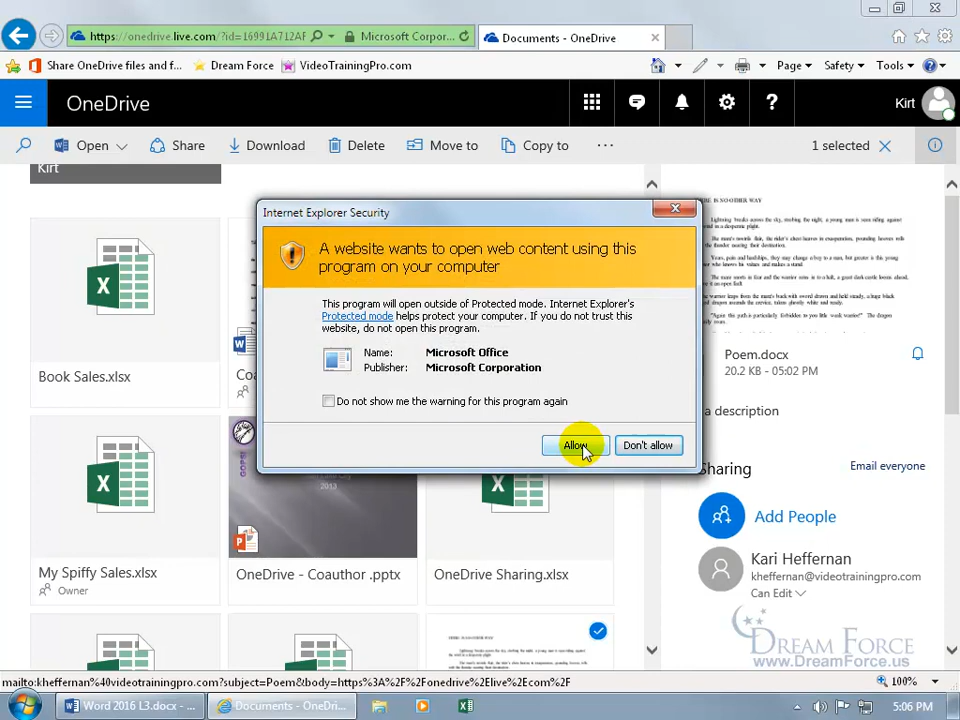 https://onedrive.live.com/?id=16991A712AF
Microsoft Corpor...
Documents - OneDrive
Share OneDrive files and f...
Dream Force
VideoTrainingPro.com
Page
Safety
Tools
OneDrive
Kirt
Open
Share
Download
Delete
Move to
Copy to
1 selected
Kirt
Internet Explorer Security
A website wants to open web content using this
program on your computer
This program will open outside of Protected mode. Internet Explorer's
Protected mode helps protect your computer. If you do not trust this
website, do not open this program.
Name: Microsoft Office
Publisher: Microsoft Corporation
Do not show me the warning for this program again
Allow
Don't allow
Book Sales.xlsx
Coa
My Spiffy Sales.xlsx
Owner
2013
OneDrive - Coauthor .pptx
OneDrive Sharing.xlsx
Poem.docx
20.2 KB - 05:02 PM
a description
Sharing
Email everyone
Add People
Kari Heffernan
kheffernan@videotrainingpro.com
Can Edit
DREAM FORCE
www.DreamForce.us
mailto:kheffernan%40videotrainingpro.com?subject=Poem&body=https%3A%2F%2Fonedrive%2Elive%2Ecom%2F
100%
Word 2016 L3.docx - ...
Documents - OneDri...
5:06 PM